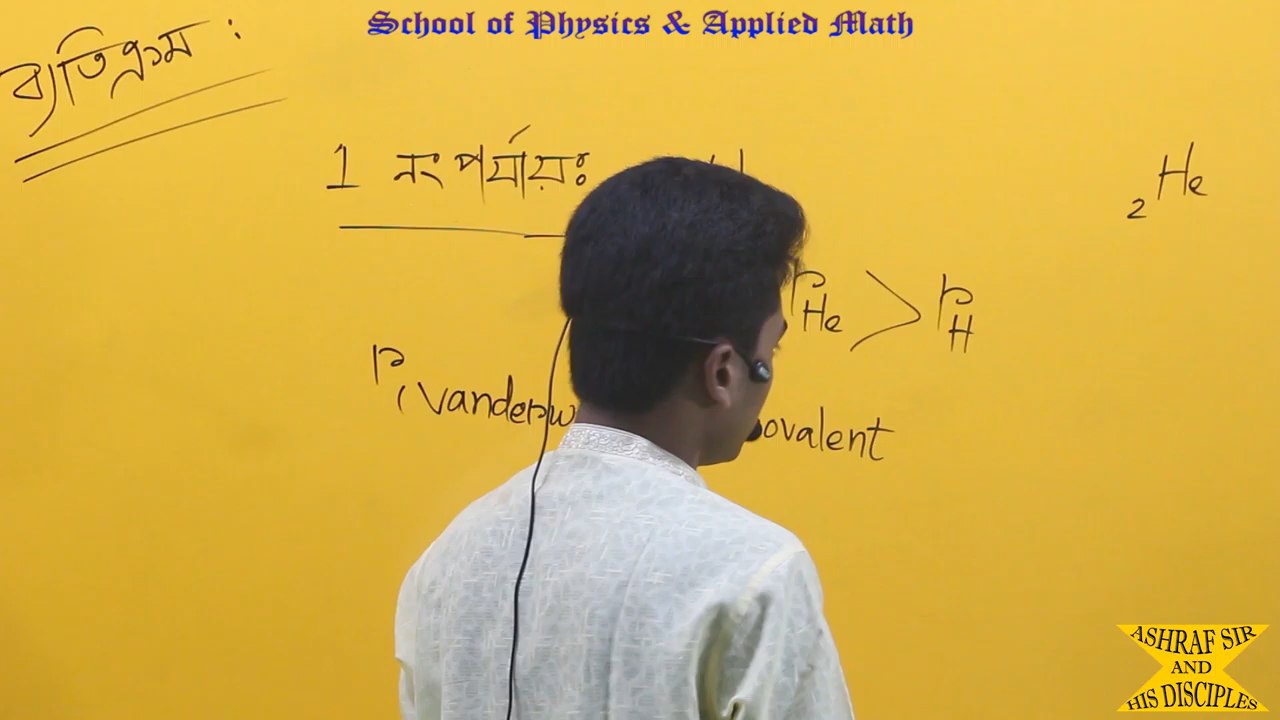 School of Physics & Applied Math
ব্যতিক্রম :
1 নং পর্যায়ঃ
2He
rHe > rH
r(vanderw
ovalent
ASHRAF SIR
AND
HIS DISCIPLES